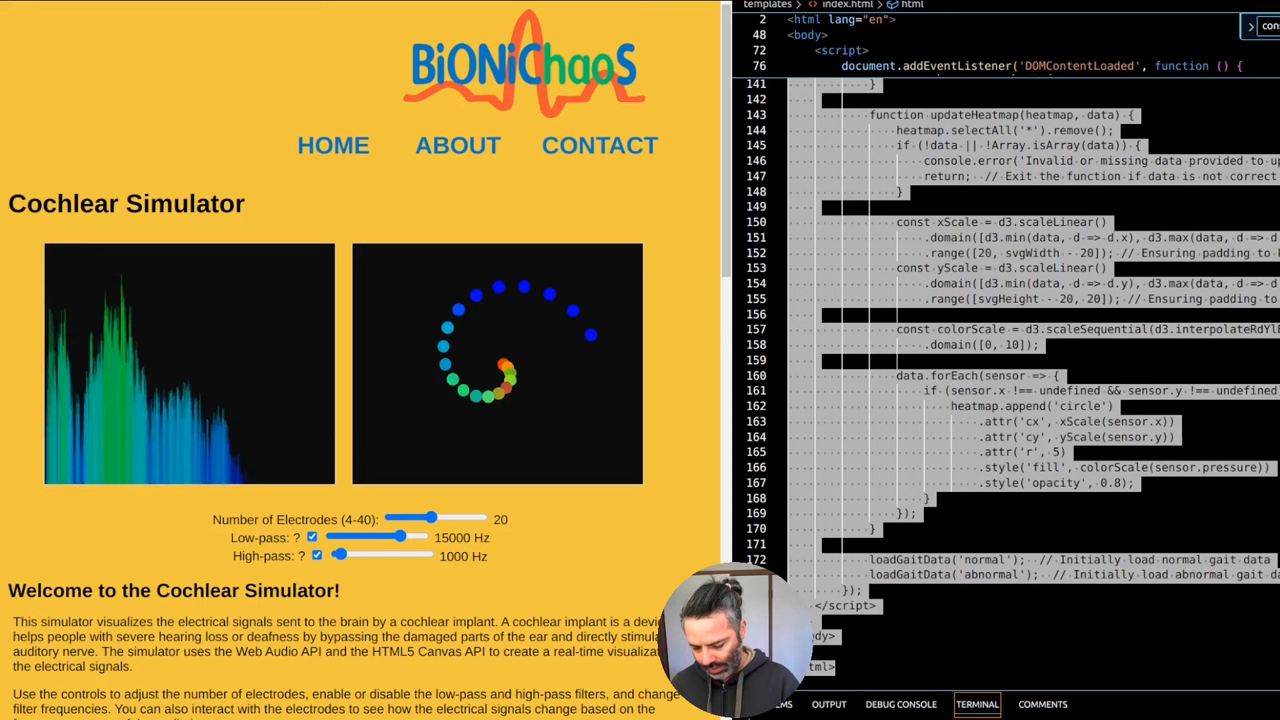 BiONiChaoS
HOME ABOUT CONTACT
Cochlear Simulator
Number of Electrodes (4-40): 20
Low-pass: ? 15000 Hz
High-pass: ? 1000 Hz
Welcome to the Cochlear Simulator!
This simulator visualizes the electrical signals sent to the brain by a cochlear implant. A cochlear implant is a
helps people with severe hearing loss or deafness by bypassing the damaged parts of the ear and directly
auditory nerve. The simulator uses the Web Audio API and the HTML5 Canvas API to create a real-time
the electrical signals.
Use the controls to adjust the number of electrodes, enable or disable the low-pass and high-pass filters, and change
filter frequencies. You can also interact with the electrodes to see how the electrical signals change based on the
templates > <> index.html > html
2 <html lang="en">
48 <body>
72 <script>
76 document.addEventListener('DOMContentLoaded', function () {
141 }
142
143 function updateHeatmap(heatmap, data) {
144 heatmap.selectAll('*').remove();
145 if (!data || !Array.isArray(data)) {
146 console.error('Invalid or missing data provided to
147 return; // Exit the function if data is not correct
148 }
149
150 const xScale = d3.scaleLinear()
151 .domain([d3.min(data, d => d.x), d3.max(data, d =>
152 .range([20, svgWidth - 20]); // Ensuring padding to
153 const yScale = d3.scaleLinear()
154 .domain([d3.min(data, d => d.y), d3.max(data, d =>
155 .range([svgHeight - 20, 20]); // Ensuring padding to
156
157 const colorScale = d3.scaleSequential(
158 .domain([0, 10]);
159
160 data.forEach(sensor => {
161 if (sensor.x !== undefined && sensor.y !== undefined
162 heatmap.append('circle')
163 .attr('cx', xScale(sensor.x))
164 .attr('cy', yScale(sensor.y))
165 .attr('r', 5)
166 .style('fill', colorScale(sensor.pressure))
167 .style('opacity', 0.8);
168 }
169 });
170 }
171
172 loadGaitData('normal'); // Initially load normal gait data
loadGaitData('abnormal'); // Initially load abnormal gait
});
</script>
OUTPUT DEBUG CONSOLE TERMINAL COMMENTS